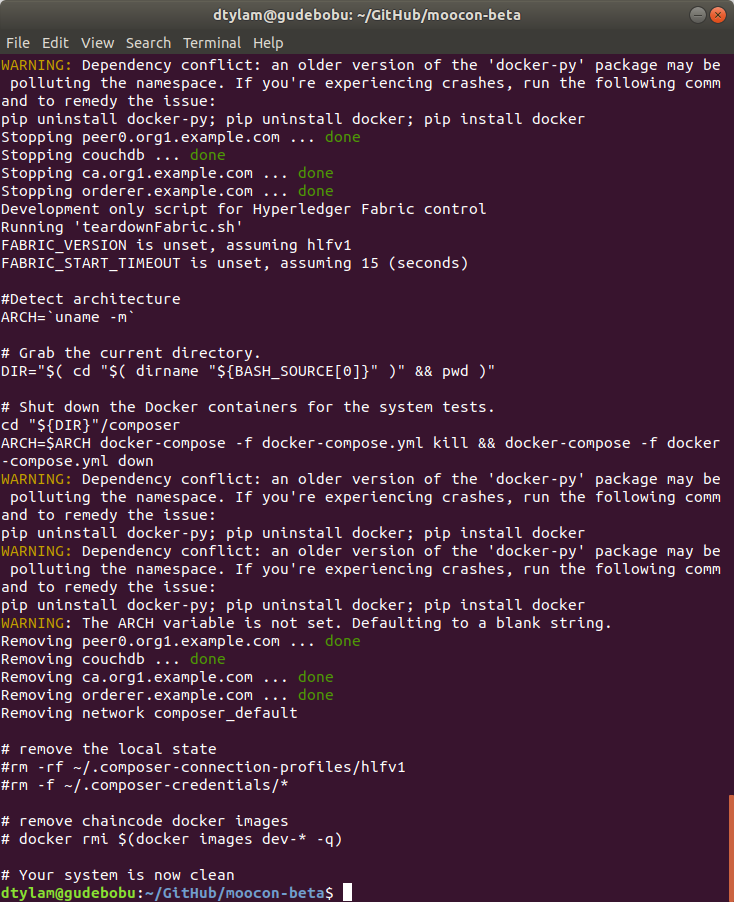 dtylam@gudebobu: ~/GitHub/moocon-beta
File Edit View Search Terminal Help
WARNING: Dependency conflict: an older version of the 'docker-py' package may be
 polluting the namespace. If you're experiencing crashes, run the following comm
and to remedy the issue:
pip uninstall docker-py; pip uninstall docker; pip install docker
Stopping peer0.org1.example.com ... done
Stopping couchdb ... done
Stopping ca.org1.example.com ... done
Stopping orderer.example.com ... done
Development only script for Hyperledger Fabric control
Running 'teardownFabric.sh'
FABRIC_VERSION is unset, assuming hlfv1
FABRIC_START_TIMEOUT is unset, assuming 15 (seconds)

#Detect architecture
ARCH=`uname -m`

# Grab the current directory.
DIR="$( cd "$( dirname "${BASH_SOURCE[0]}" )" && pwd )"

# Shut down the Docker containers for the system tests.
cd "${DIR}"/composer
ARCH=$ARCH docker-compose -f docker-compose.yml kill && docker-compose -f docker
-compose.yml down
WARNING: Dependency conflict: an older version of the 'docker-py' package may be
 polluting the namespace. If you're experiencing crashes, run the following comm
and to remedy the issue:
pip uninstall docker-py; pip uninstall docker; pip install docker
WARNING: Dependency conflict: an older version of the 'docker-py' package may be
 polluting the namespace. If you're experiencing crashes, run the following comm
and to remedy the issue:
pip uninstall docker-py; pip uninstall docker; pip install docker
WARNING: The ARCH variable is not set. Defaulting to a blank string.
Removing peer0.org1.example.com ... done
Removing couchdb ... done
Removing ca.org1.example.com ... done
Removing orderer.example.com ... done
Removing network composer_default

# remove the local state
#rm -rf ~/.composer-connection-profiles/hlfv1
#rm -f ~/.composer-credentials/*

# remove chaincode docker images
# docker rmi $(docker images dev-* -q)

# Your system is now clean
dtylam@gudebobu:~/GitHub/moocon-beta$